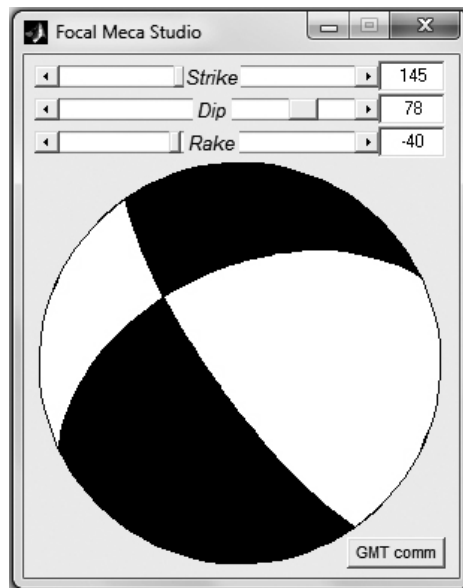 Focal Meca Studio
Strike 145
Dip 78
Rake -40
GMT comm